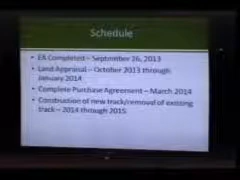 Schedule
• EA Completed – September 26, 2013
• Land Appraisal – October 2013 through
January 2014
• Complete Purchase Agreement – March 2014
• Construction of new track/removal of existing
track – 2014 through 2015